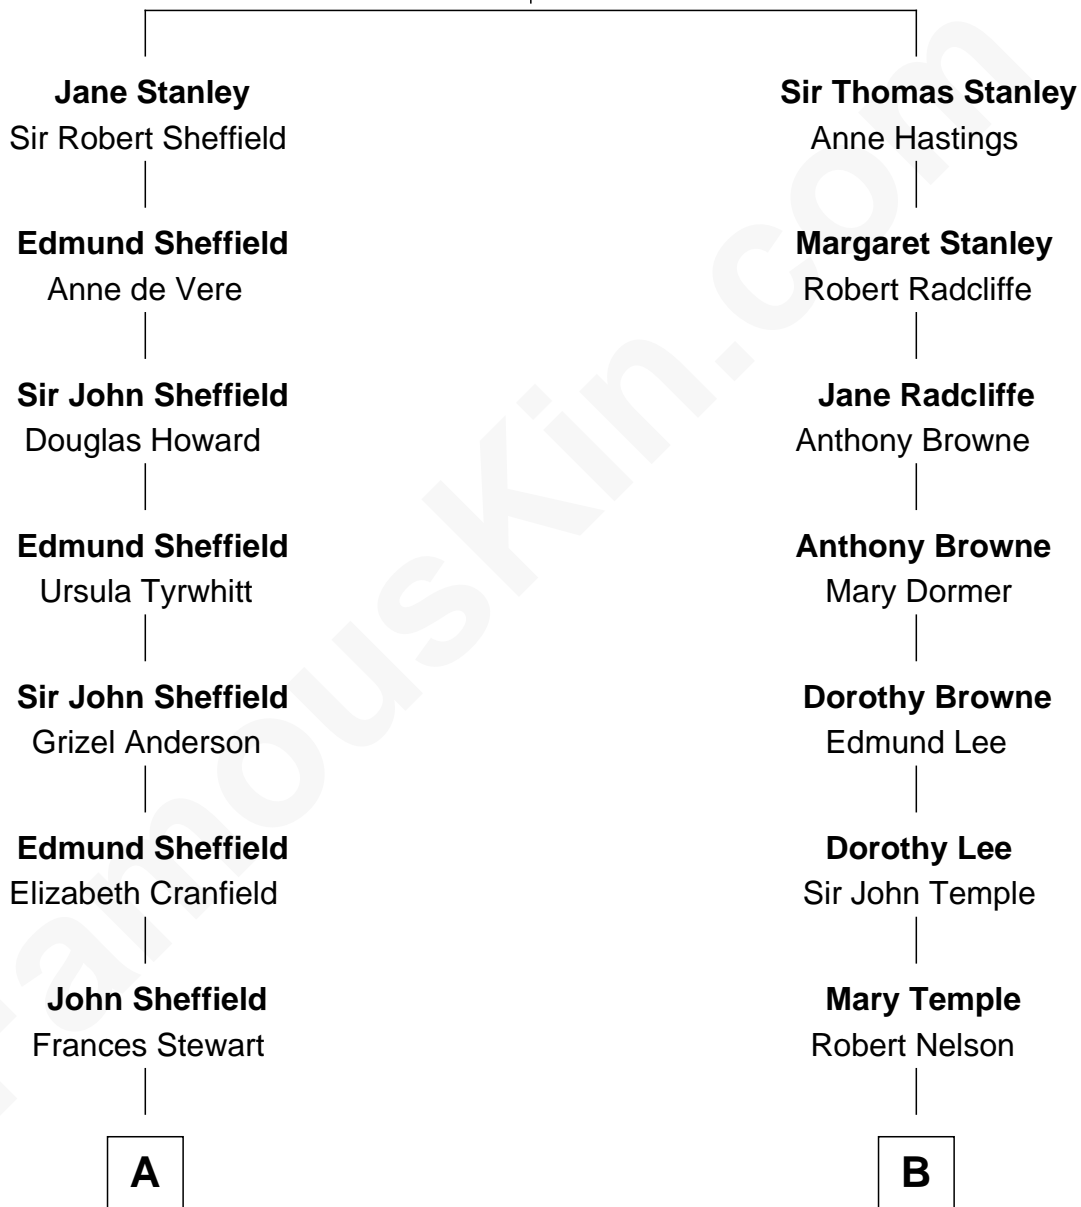 Jane Stanley
Sir Robert Sheffield
Edmund Sheffield
Anne de Vere
Sir John Sheffield
Douglas Howard
Edmund Sheffield
Ursula Tyrwhitt
Sir John Sheffield
Grizel Anderson
Edmund Sheffield
Elizabeth Cranfield
John Sheffield
Frances Stewart
A
Sir Thomas Stanley
Anne Hastings
Margaret Stanley
Robert Radcliffe
Jane Radcliffe
Anthony Browne
Anthony Browne
Mary Dormer
Dorothy Browne
Edmund Lee
Dorothy Lee
Sir John Temple
Mary Temple
Robert Nelson
B
FamousKin.com